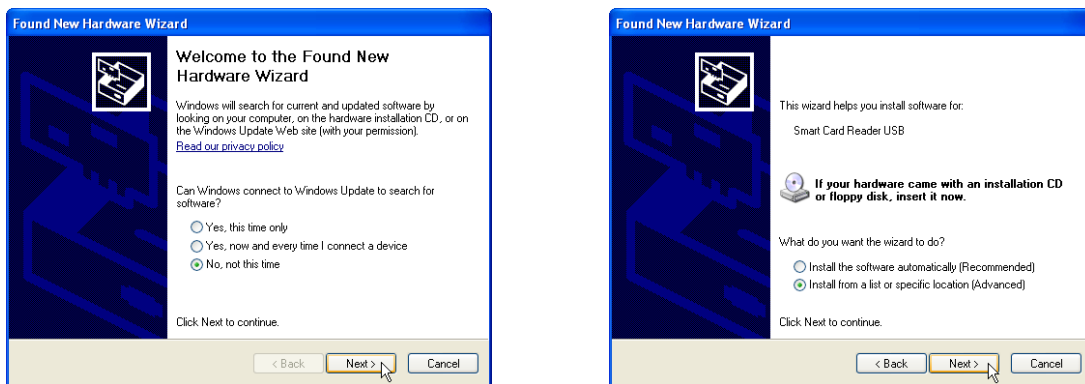 Found New Hardware Wizard
Welcome to the Found New
Hardware Wizard
Windows will search for current and updated software by
looking on your computer, on the hardware installation CD, or on
the Windows Update Web site (with your permission).
Read our privacy policy
Can Windows connect to Windows Update to search for
software?
Yes, this time only
Yes, now and every time I connect a device
No, not this time
Click Next to continue.
< Back
Next >
Cancel
Found New Hardware Wizard
This wizard helps you install software for:
Smart Card Reader USB
If your hardware came with an installation CD
or floppy disk, insert it now.
What do you want the wizard to do?
Install the software automatically (Recommended)
Install from a list or specific location (Advanced)
Click Next to continue.
< Back
Next >
Cancel